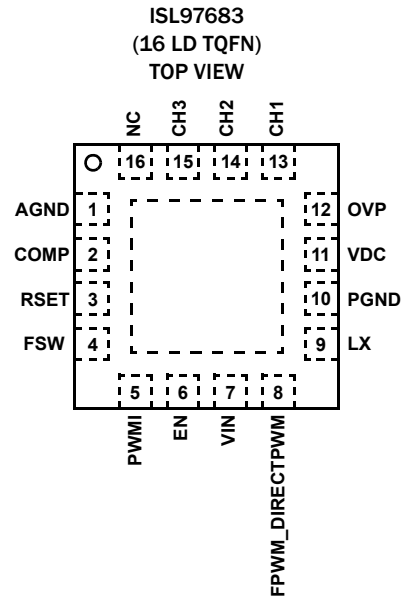 ISL97683
(16 LD TQFN)
TOP VIEW
NC
CH3
CH2
CH1
16
15
14
13
AGND 1
COMP 2
RSET 3
FSW 4
12 OVP
11 VDC
10 PGND
9 LX
5
6
7
8
PWMI
EN
VIN
FPWM_DIRECTPWM